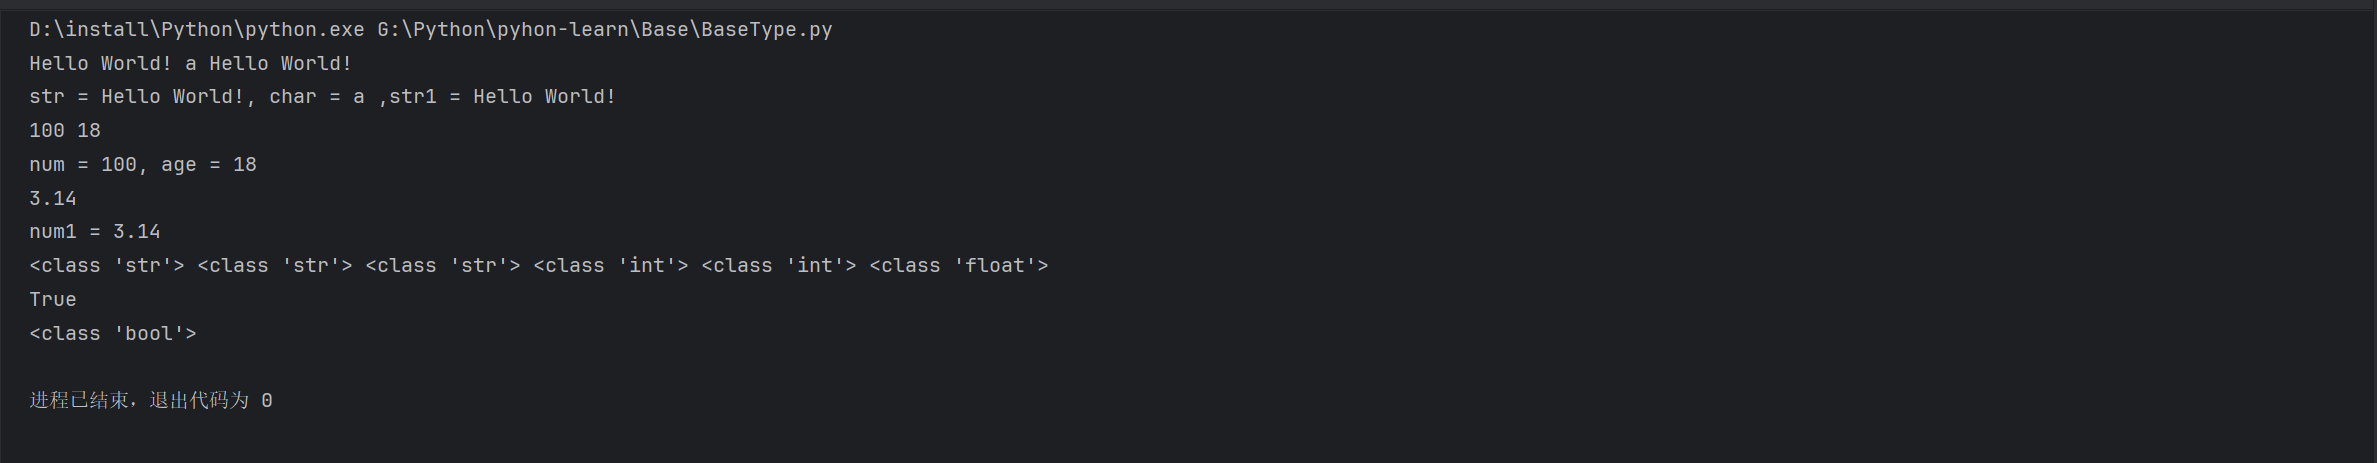 D:\install\Python\python.exe G:\Python\pyhon-learn\Base\BaseType.py
Hello World! a Hello World!
str = Hello World!, char = a ,str1 = Hello World!
100 18
num = 100, age = 18
3.14
num1 = 3.14
<class 'str'> <class 'str'> <class 'str'> <class 'int'> <class 'int'> <class 'float'>
True
<class 'bool'>
进程已结束，退出代码为 0